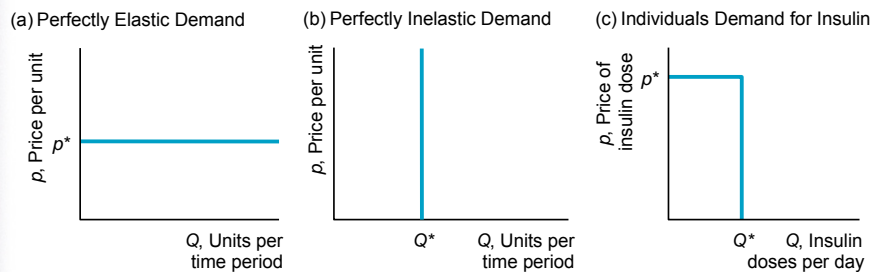 (a) Perfectly Elastic Demand
p, Price per unit
p*
Q, Units per
time period
(b) Perfectly Inelastic Demand
p, Price per unit
Q*
Q, Units per
time period
(c) Individuals Demand for Insulin
p, Price of
insulin dose
p*
Q*
Q, Insulin
doses per day